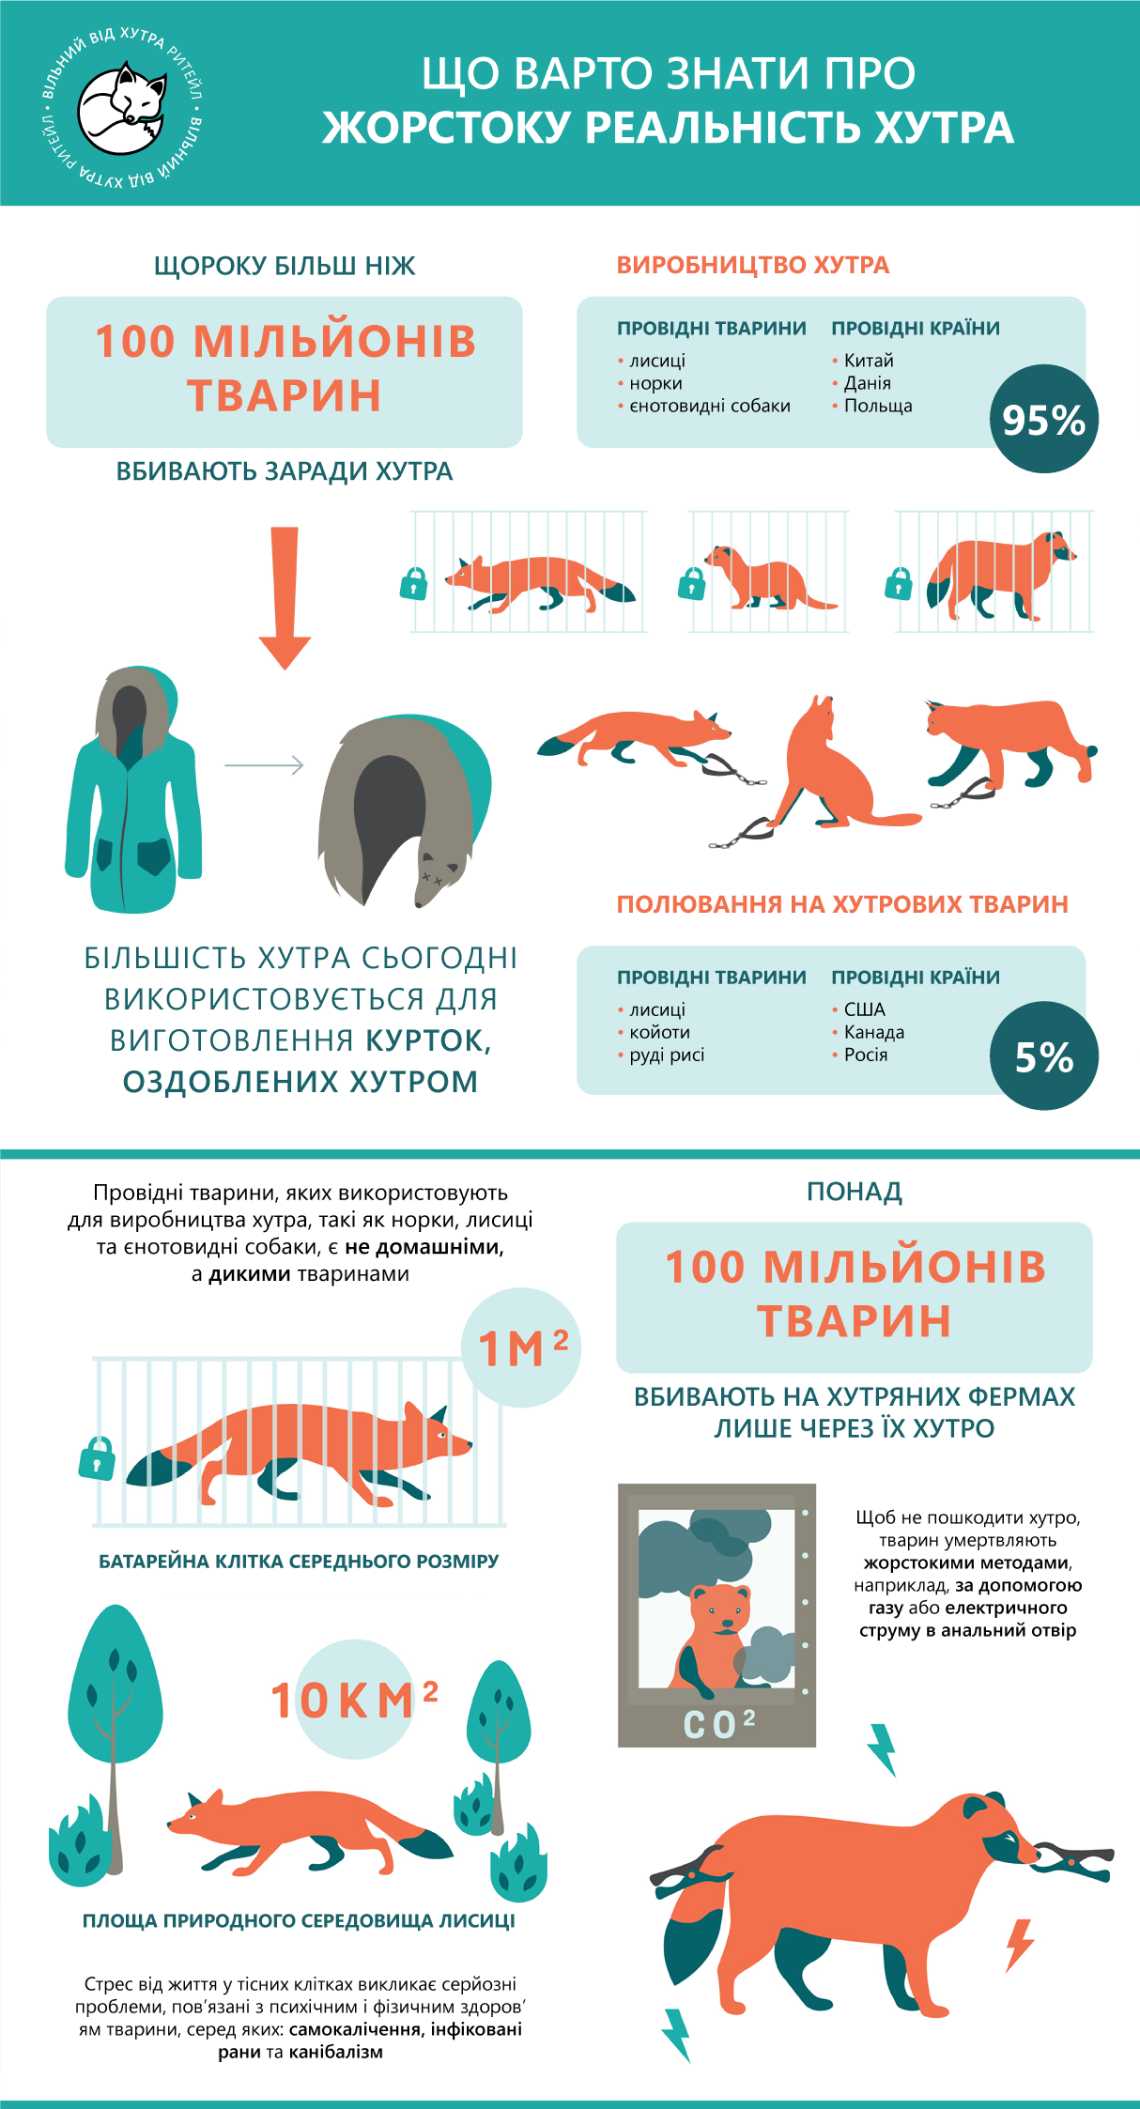 ВІЛЬНИЙ ВІД ХУТРА РИТЕЙЛ • ВІЛЬНИЙ ВІД ХУТРА РИТЕЙЛ •
ЩО ВАРТО ЗНАТИ ПРО
ЖОРСТОКУ РЕАЛЬНІСТЬ ХУТРА
ЩОРОКУ БІЛЬШ НІЖ
100 МІЛЬЙОНІВ
ТВАРИН
ВБИВАЮТЬ ЗАРАДИ ХУТРА
ВИРОБНИЦТВО ХУТРА
ПРОВІДНІ ТВАРИНИ
• лисиці
• норки
• єнотовидні собаки
ПРОВІДНІ КРАЇНИ
• Китай
• Данія
• Польща
95%
БІЛЬШІСТЬ ХУТРА СЬОГОДНІ
ВИКОРИСТОВУЄТЬСЯ ДЛЯ
ВИГОТОВЛЕННЯ КУРТОК,
ОЗДОБЛЕНИХ ХУТРОМ
ПОЛЮВАННЯ НА ХУТРОВИХ ТВАРИН
ПРОВІДНІ ТВАРИНИ
• лисиці
• койоти
• руді рисі
ПРОВІДНІ КРАЇНИ
• США
• Канада
• Росія
5%
Провідні тварини, яких використовують
для виробництва хутра, такі як норки, лисиці
та єнотовидні собаки, є не домашніми,
а дикими тваринами
1М²
БАТАРЕЙНА КЛІТКА СЕРЕДНЬОГО РОЗМІРУ
10КМ²
ПЛОЩА ПРИРОДНОГО СЕРЕДОВИЩА ЛИСИЦІ
Стрес від життя у тісних клітках викликає серйозні
проблеми, пов’язані з психічним і фізичним здоров’
ям тварини, серед яких: самокалічення, інфіковані
рани та канібалізм
ПОНАД
100 МІЛЬЙОНІВ
ТВАРИН
ВБИВАЮТЬ НА ХУТРЯНИХ ФЕРМАХ
ЛИШЕ ЧЕРЕЗ ЇХ ХУТРО
Щоб не пошкодити хутро,
тварин умертвляють
жорстокими методами,
наприклад, за допомогою
газу або електричного
струму в анальний отвір
CO²